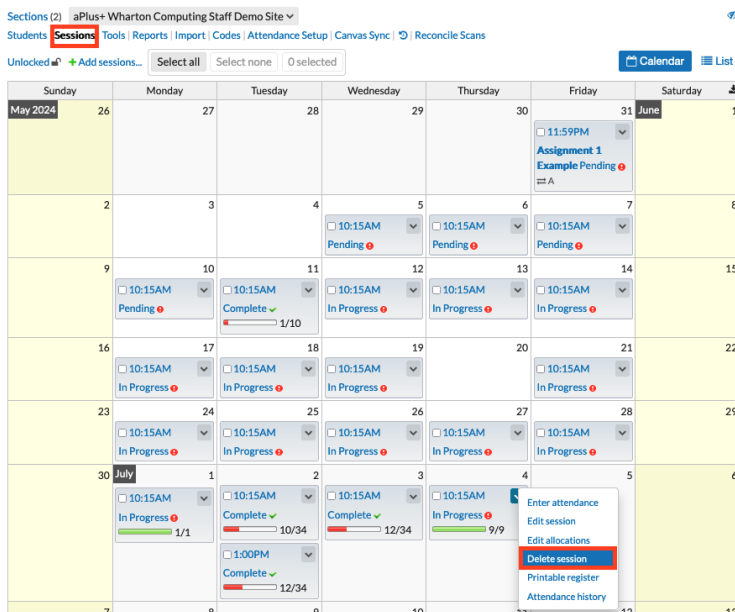 Sections (2) aPlus+ Wharton Computing Staff Demo Site
Students Sessions Tools | Reports | Import | Codes | Attendance Setup | Canvas Sync | | Reconcile Scans
Unlocked + Add sessions... Select all Select none 0 selected Calendar List
Sunday Monday Tuesday Wednesday Thursday Friday Saturday
May 2024 26 27 28 29 30 31 June 1
11:59PM
Assignment 1
Example Pending
A
2 3 4 5 6 7 8
10:15AM 10:15AM 10:15AM
Pending Pending Pending
9 10 11 12 13 14 15
10:15AM 10:15AM 10:15AM 10:15AM 10:15AM
Pending Complete In Progress In Progress In Progress
1/10
16 17 18 19 20 21 22
10:15AM 10:15AM 10:15AM 10:15AM
In Progress In Progress In Progress In Progress
23 24 25 26 27 28 29
10:15AM 10:15AM 10:15AM 10:15AM 10:15AM
In Progress In Progress In Progress In Progress In Progress
30 July 1 2 3 4 5 6
10:15AM 10:15AM 10:15AM 10:15AM
In Progress Complete Complete In Progress
1/1 10/34 12/34 9/9
1:00PM
Complete
12/34
Enter attendance
Edit session
Edit allocations
Delete session
Printable register
Attendance history